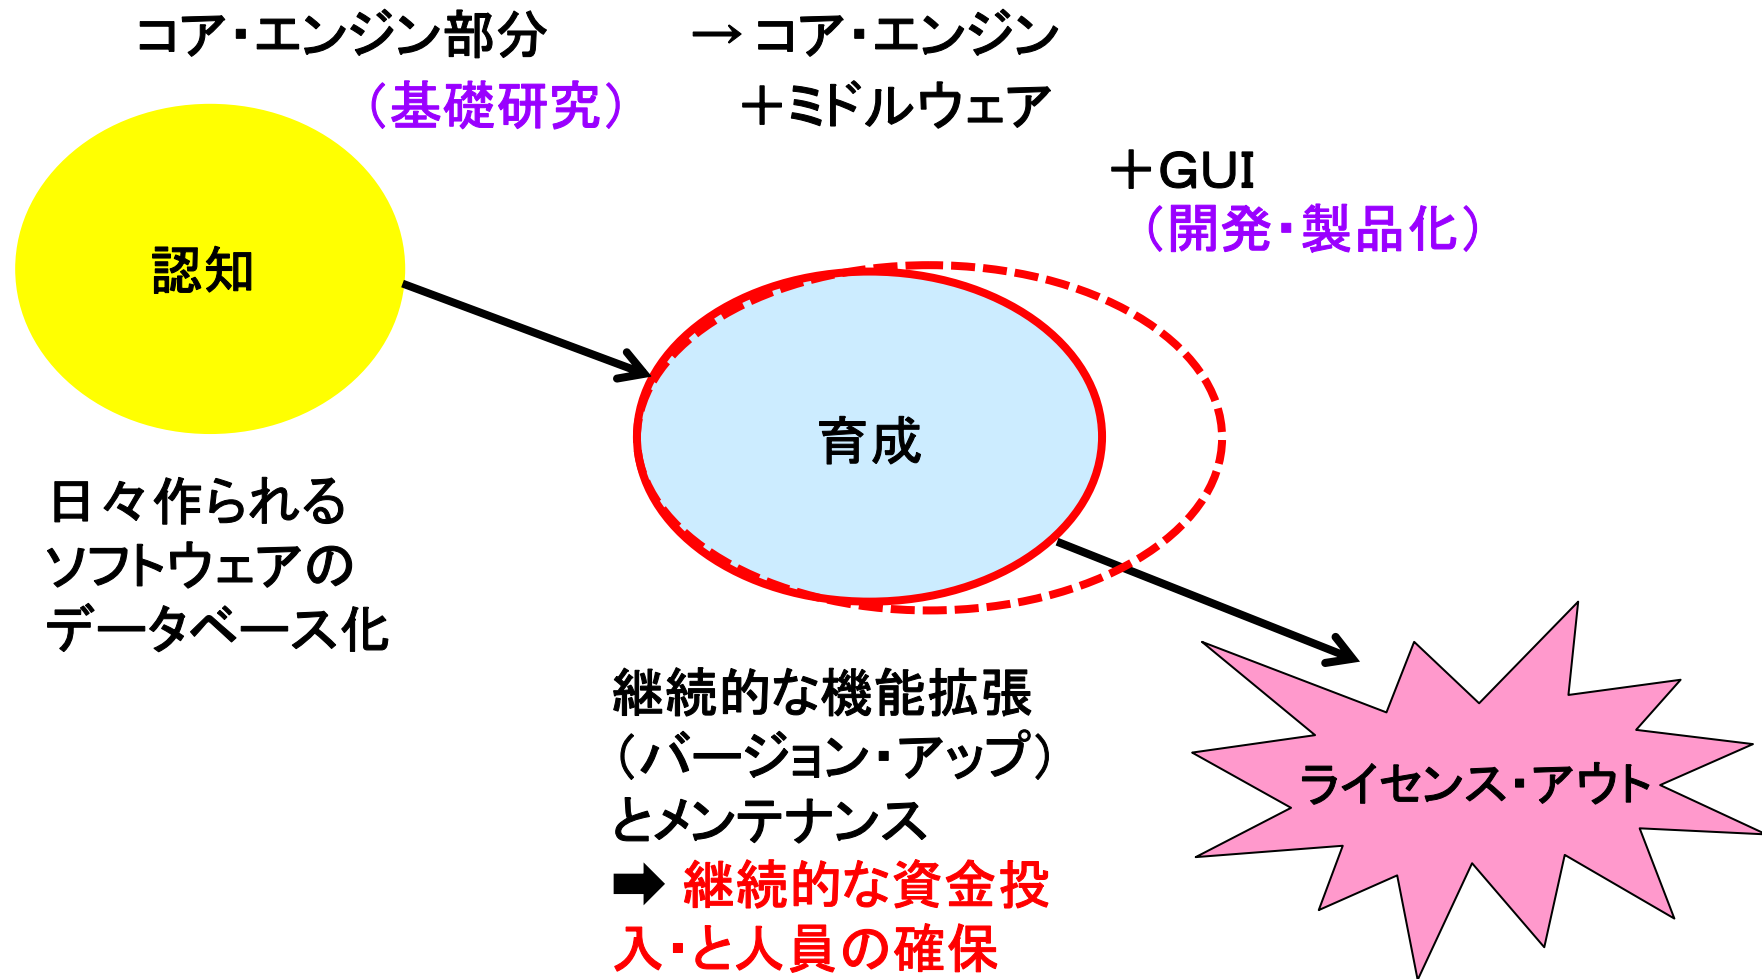 コア・エンジン部分 →コア・エンジン
（基礎研究） ＋ミドルウェア
＋GUI
（開発・製品化）
認知
育成
日々作られる
ソフトウェアの
データベース化
継続的な機能拡張
（バージョン・アップ）
とメンテナンス
➡ 継続的な資金投
入・と人員の確保
ライセンス・アウト